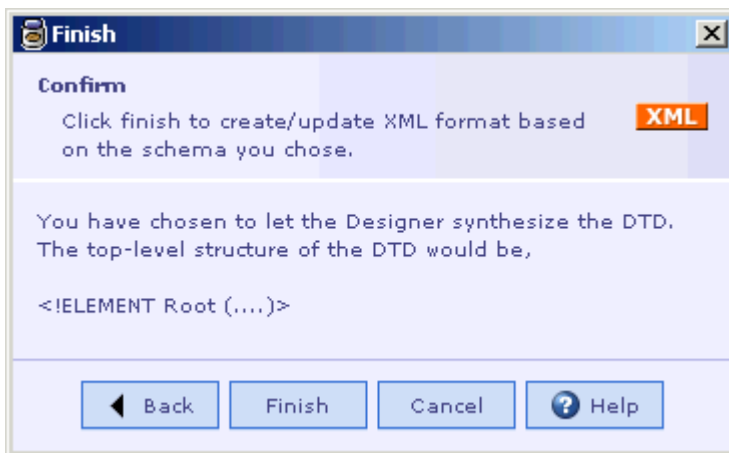 Finish
Confirm
Click finish to create/update XML format based
on the schema you chose.
XML
You have chosen to let the Designer synthesize the DTD.
The top-level structure of the DTD would be,
<!ELEMENT Root (....)>
Back
Finish
Cancel
Help